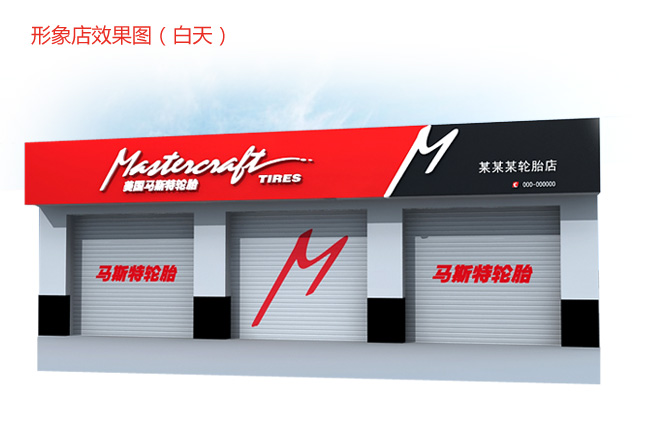 形象店效果图（白天）
Mastercraft
TIRES
美国马斯特轮胎
M
某某某轮胎店
000-000000
马斯特轮胎
M
马斯特轮胎